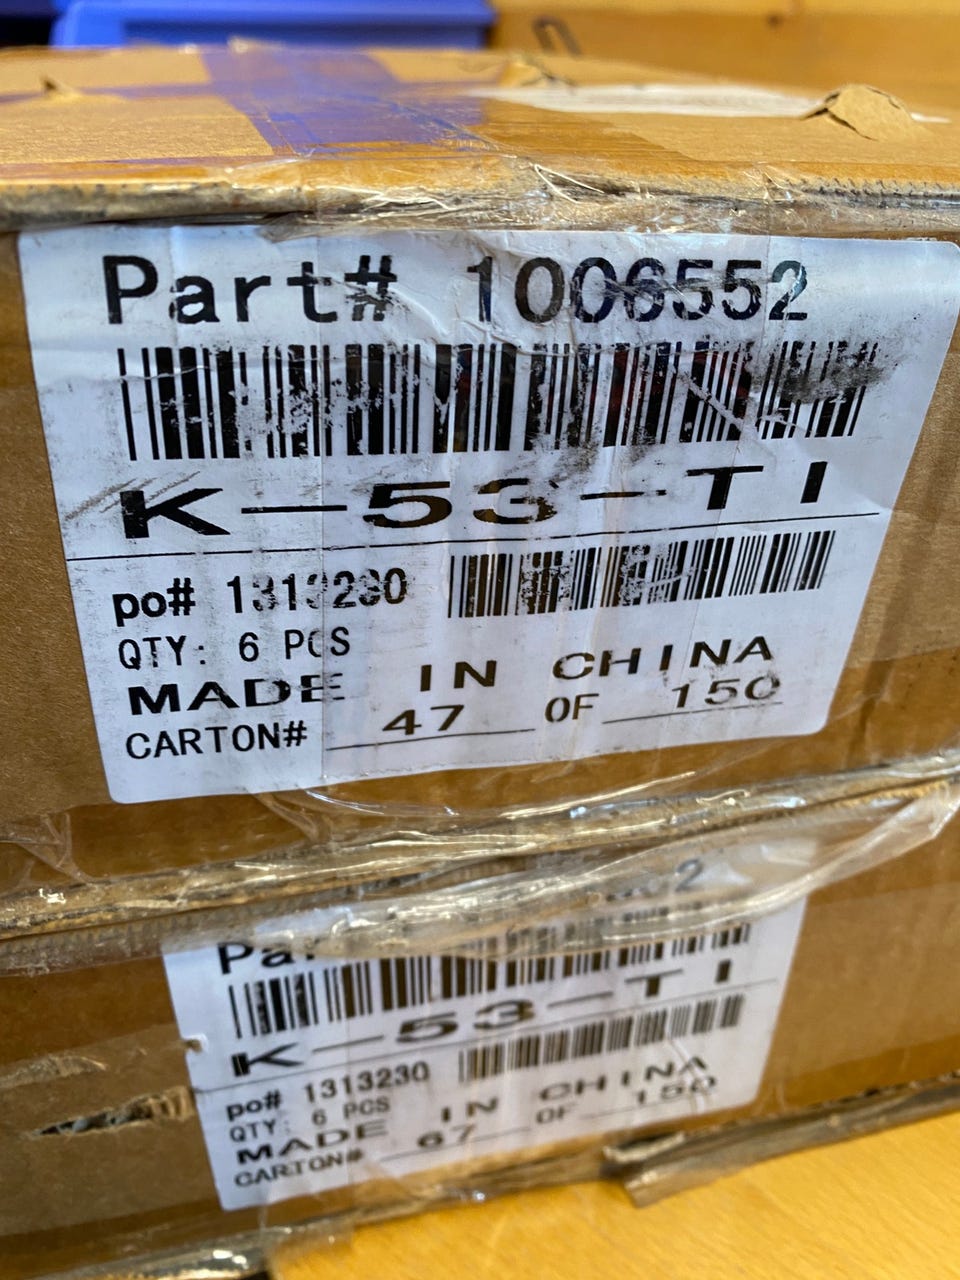 Part# 1006552
K-53-TI
po# 1313230
QTY: 6 PCS
MADE IN CHINA
CARTON# 47 OF 150
K-53-TI
po# 1313230
QTY: 6 PCS
MADE IN CHINA
CARTON# 67 OF 150